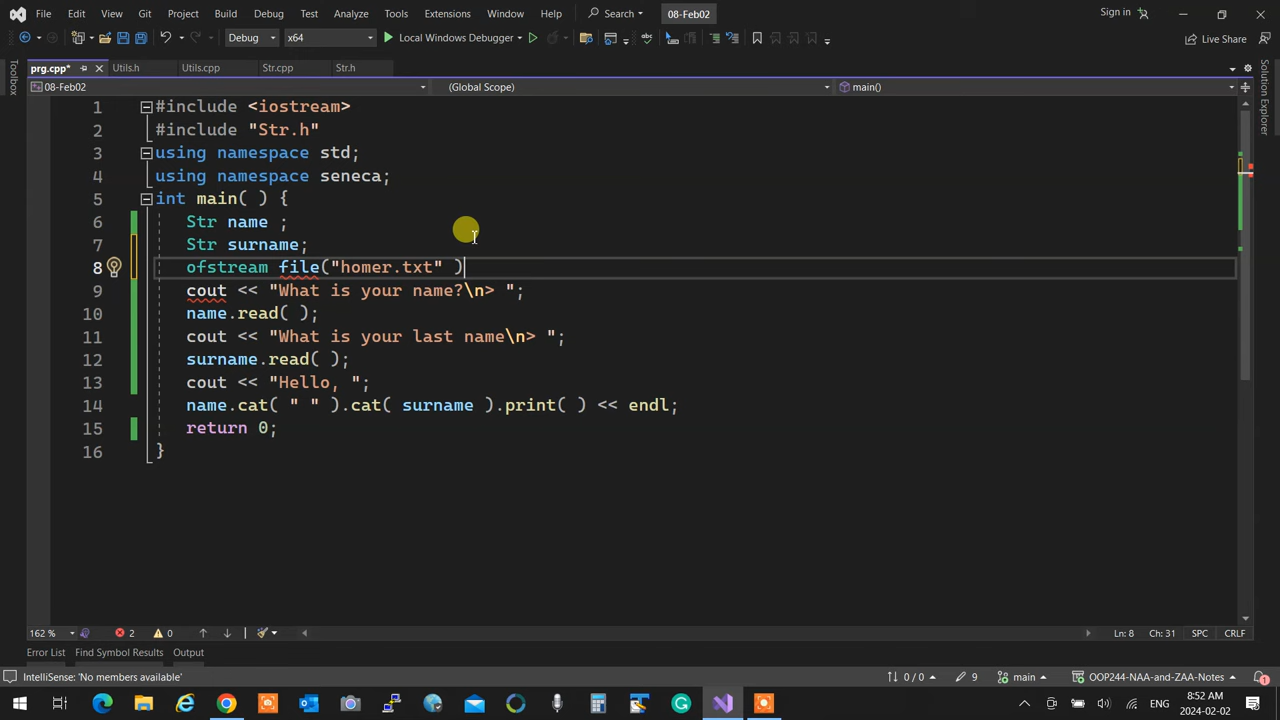 File Edit View Git Project Build Debug Test Analyze Tools Extensions Window Help Search 08-Feb02 Sign in
Debug x64 Local Windows Debugger Live Share
prg.cpp* Utils.h Utils.cpp Str.cpp Str.h
08-Feb02 (Global Scope) main()
Toolbox
Solution Explorer
1 #include <iostream>
2 #include "Str.h"
3 using namespace std;
4 using namespace seneca;
5 int main( ) {
6 Str name ;
7 Str surname;
8 ofstream file("homer.txt" )
9 cout << "What is your name?\n> ";
10 name.read( );
11 cout << "What is your last name\n> ";
12 surname.read( );
13 cout << "Hello, ";
14 name.cat( " " ).cat( surname ).print( ) << endl;
15 return 0;
16 }
162 % 2 0 Ln: 8 Ch: 31 SPC CRLF
Error List Find Symbol Results Output
IntelliSense: 'No members available' 0 / 0 9 main OOP244-NAA-and-ZAA-Notes 1
ENG 8:52 AM
2024-02-02